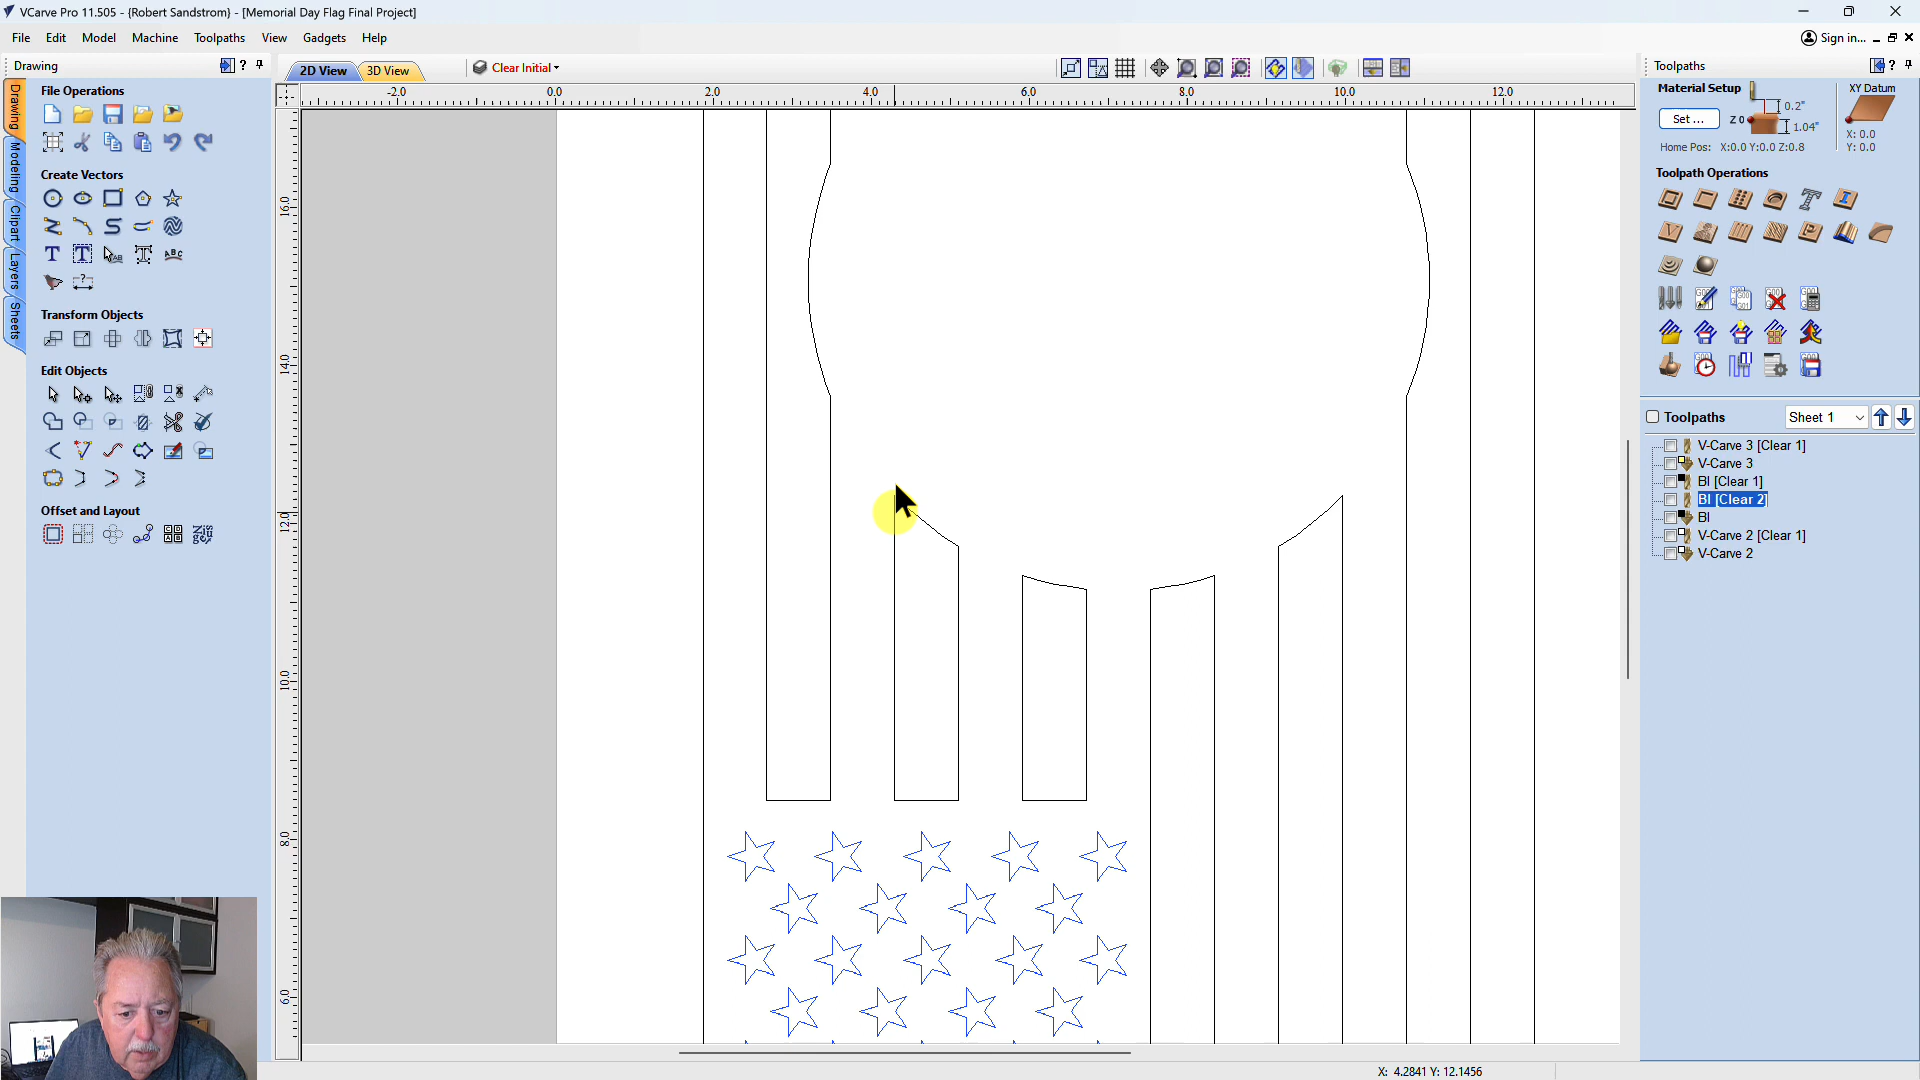 VCarve Pro 11.505 - {Robert Sandstrom} - [Memorial Day Flag Final Project]
File Edit Model Machine Toolpaths View Gadgets Help
Sign in...
Drawing
2D View
3D View
Clear Initial
Toolpaths
Drawing
Modeling
Clipart
Layers
Sheets
File Operations
Create Vectors
Transform Objects
Edit Objects
Offset and Layout
-2.0 0.0 2.0 4.0 6.0 8.0 10.0 12.0
16.0
14.0
12.0
10.0
8.0
6.0
Material Setup
Set ...
Z 0
0.2"
1.04"
XY Datum
X: 0.0
Y: 0.0
Home Pos: X:0.0 Y:0.0 Z:0.8
Toolpath Operations
Toolpaths
Sheet 1
V-Carve 3 [Clear 1]
V-Carve 3
BI [Clear 1]
BI [Clear 2]
BI
V-Carve 2 [Clear 1]
V-Carve 2
X: 4.2841 Y: 12.1456